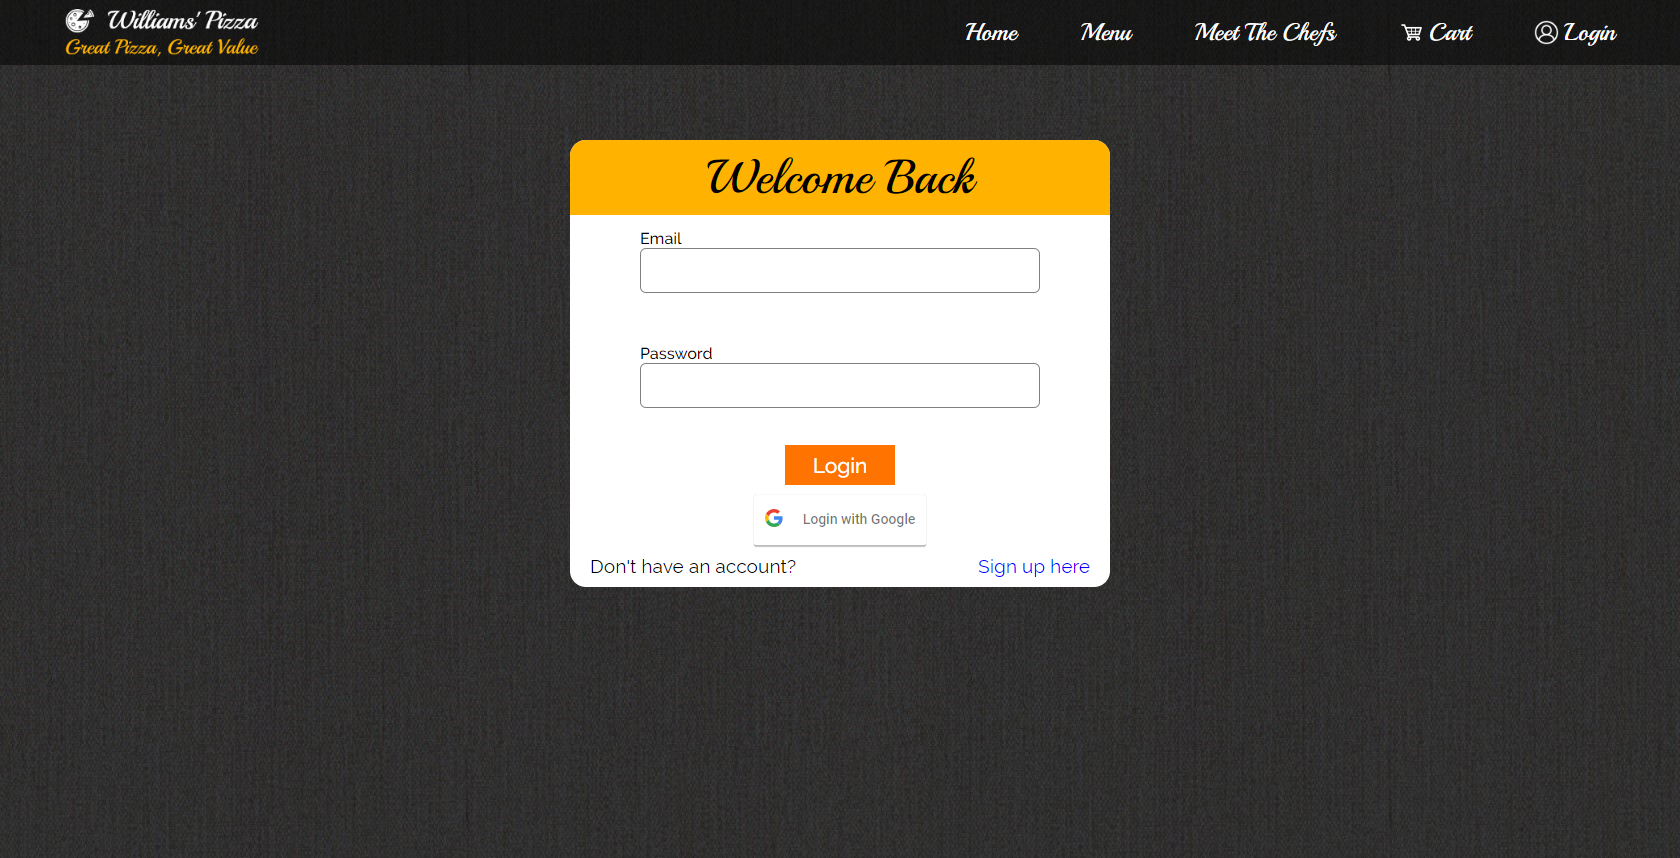 Williams' Pizza
Great Pizza, Great Value
Home Menu Meet The Chefs Cart Login
Welcome Back
Email
Password
Login
Login with Google
Don't have an account? Sign up here